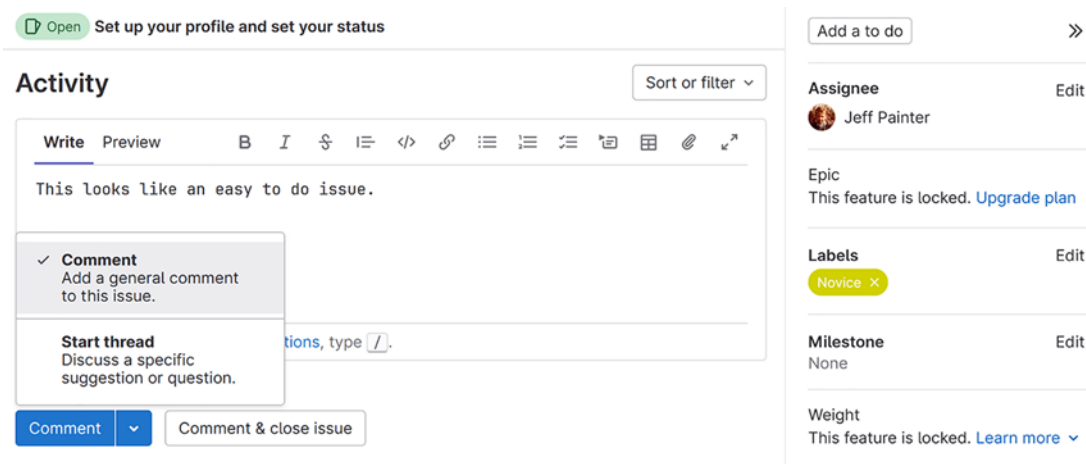 Open Set up your profile and set your status
Activity
Sort or filter
Write Preview
This looks like an easy to do issue.
Comment
Add a general comment
to this issue.
Start thread
Discuss a specific
suggestion or question.
tions, type /.
Comment
Comment & close issue
Add a to do
Assignee Edit
Jeff Painter
Epic
This feature is locked. Upgrade plan
Labels Edit
Novice ×
Milestone Edit
None
Weight
This feature is locked. Learn more